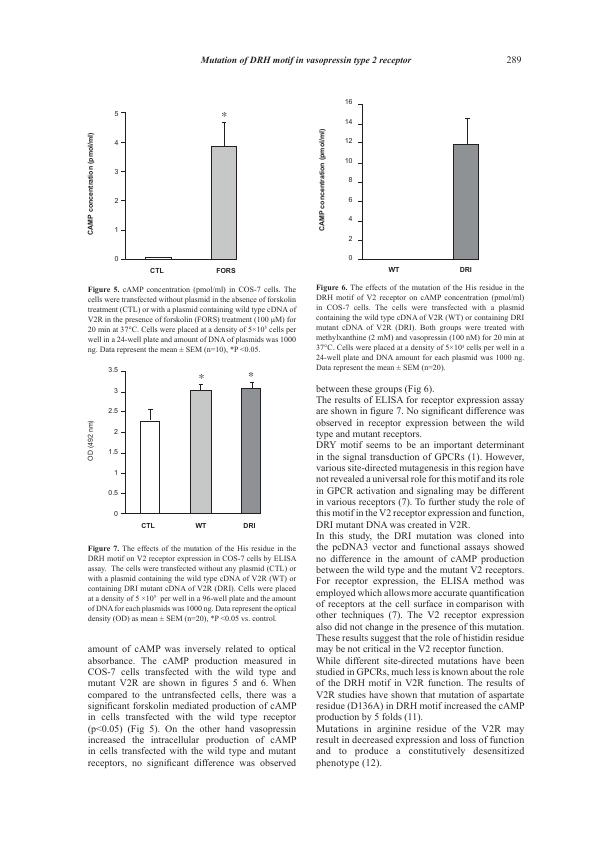 Mutation of DRH motif in vasopressin type 2 receptor 289
CAMP concentration (pmol/ml)
5
4
3
2
1
0
*
CTL FORS
Figure 5. cAMP concentration (pmol/ml) in COS-7 cells. The
cells were transfected without plasmid in the absence of forskolin
treatment (CTL) or with a plasmid containing wild type cDNA of
V2R in the presence of forskolin (FORS) treatment (100 µM) for
20 min at 37°C. Cells were placed at a density of 5×10⁵ cells per
well in a 24-well plate and amount of DNA of plasmids was 1000
ng. Data represent the mean ± SEM (n=10), *P <0.05.
OD (492 nm)
3.5
3
2.5
2
1.5
1
0.5
0
* *
CTL WT DRI
Figure 7. The effects of the mutation of the His residue in the
DRH motif on V2 receptor expression in COS-7 cells by ELISA
assay. The cells were transfected without any plasmid (CTL) or
with a plasmid containing the wild type cDNA of V2R (WT) or
containing DRI mutant cDNA of V2R (DRI). Cells were placed
at a density of 5 ×10⁵ per well in a 96-well plate and the amount
of DNA for each plasmids was 1000 ng. Data represent the optical
density (OD) as mean ± SEM (n=20), *P <0.05 vs. control.
amount of cAMP was inversely related to optical
absorbance. The cAMP production measured in
COS-7 cells transfected with the wild type and
mutant V2R are shown in figures 5 and 6. When
compared to the untransfected cells, there was a
significant forskolin mediated production of cAMP
in cells transfected with the wild type receptor
(p<0.05) (Fig 5). On the other hand vasopressin
increased the intracellular production of cAMP
in cells transfected with the wild type and mutant
receptors, no significant difference was observed
CAMP concentration (pmol/ml)
16
14
12
10
8
6
4
2
0
WT DRI
Figure 6. The effects of the mutation of the His residue in the
DRH motif of V2 receptor on cAMP concentration (pmol/ml)
in COS-7 cells. The cells were transfected with a plasmid
containing the wild type cDNA of V2R (WT) or containing DRI
mutant cDNA of V2R (DRI). Both groups were treated with
methylxanthine (2 mM) and vasopressin (100 nM) for 20 min at
37°C. Cells were placed at a density of 5×10⁵ cells per well in a
24-well plate and DNA amount for each plasmid was 1000 ng.
Data represent the mean ± SEM (n=20).
between these groups (Fig 6).
The results of ELISA for receptor expression assay
are shown in figure 7. No significant difference was
observed in receptor expression between the wild
type and mutant receptors.
DRY motif seems to be an important determinant
in the signal transduction of GPCRs (1). However,
various site-directed mutagenesis in this region have
not revealed a universal role for this motif and its role
in GPCR activation and signaling may be different
in various receptors (7). To further study the role of
this motif in the V2 receptor expression and function,
DRI mutant DNA was created in V2R.
In this study, the DRI mutation was cloned into
the pcDNA3 vector and functional assays showed
no difference in the amount of cAMP production
between the wild type and the mutant V2 receptors.
For receptor expression, the ELISA method was
employed which allows more accurate quantification
of receptors at the cell surface in comparison with
other techniques (7). The V2 receptor expression
also did not change in the presence of this mutation.
These results suggest that the role of histidin residue
may be not critical in the V2 receptor function.
While different site-directed mutations have been
studied in GPCRs, much less is known about the role
of the DRH motif in V2R function. The results of
V2R studies have shown that mutation of aspartate
residue (D136A) in DRH motif increased the cAMP
production by 5 folds (11).
Mutations in arginine residue of the V2R may
result in decreased expression and loss of function
and to produce a constitutively desensitized
phenotype (12).